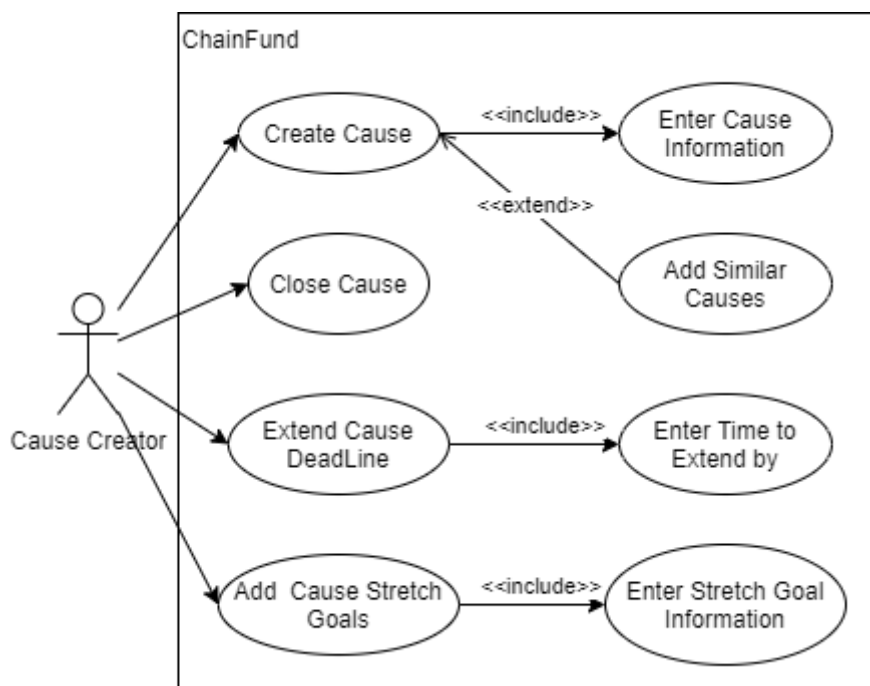 ChainFund
Create Cause
<<include>>
Enter Cause
Information
<<extend>>
Add Similar
Causes
Close Cause
Cause Creator
Extend Cause
DeadLine
<<include>>
Enter Time to
Extend by
Add  Cause Stretch
Goals
<<include>>
Enter Stretch Goal
Information